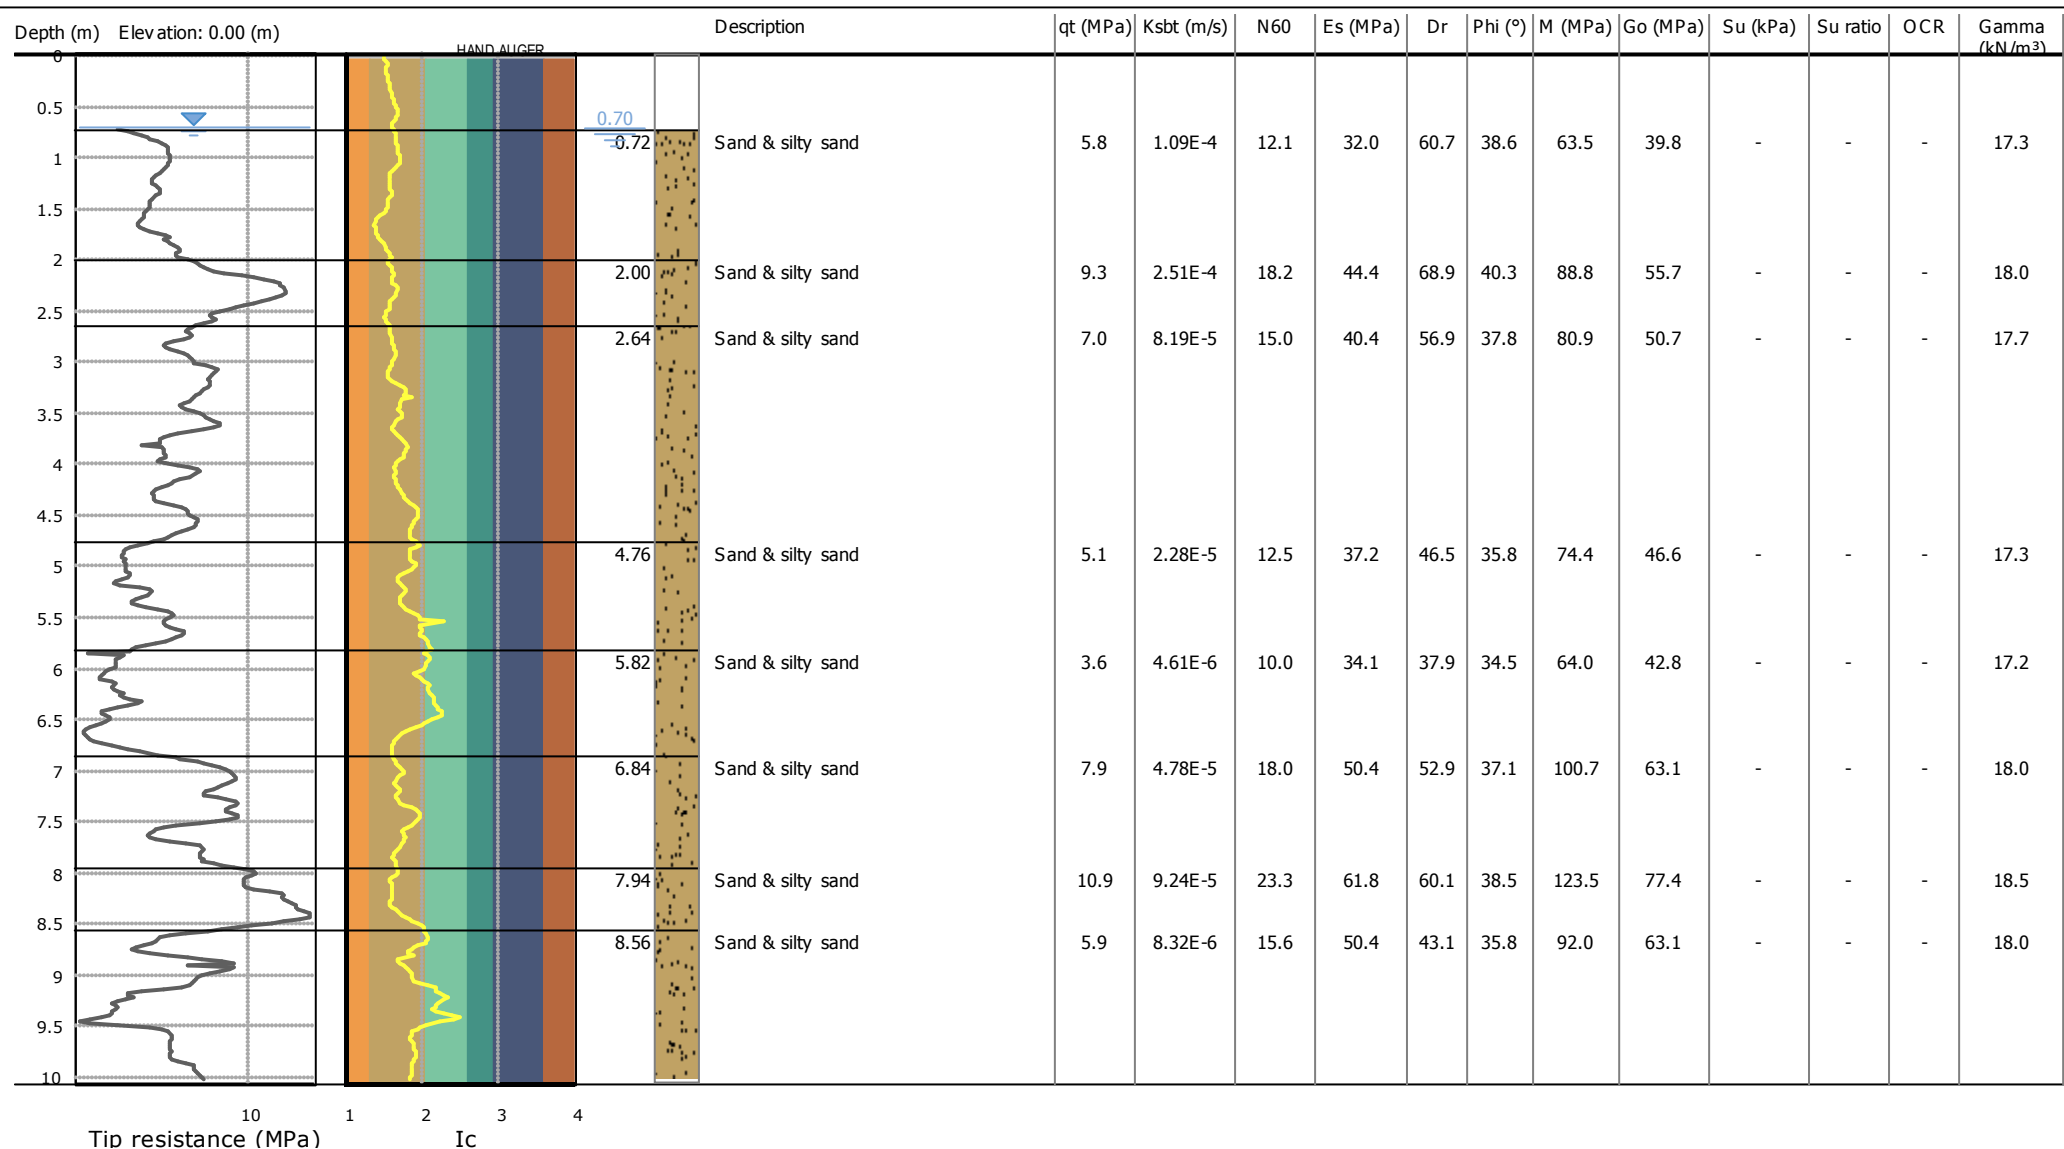 Depth (m) Elevation: 0.00 (m) HAND AUGER Description qt (MPa) Ksbt (m/s) N60 Es (MPa) Dr Phi (°) M (MPa) Go (MPa) Su (kPa) Su ratio OCR Gamma (kN/m³)
0
0.5
0.70
0.72 Sand & silty sand 5.8 1.09E-4 12.1 32.0 60.7 38.6 63.5 39.8 - - - 17.3
1
1.5
2
2.00 Sand & silty sand 9.3 2.51E-4 18.2 44.4 68.9 40.3 88.8 55.7 - - - 18.0
2.5
2.64 Sand & silty sand 7.0 8.19E-5 15.0 40.4 56.9 37.8 80.9 50.7 - - - 17.7
3
3.5
4
4.5
4.76 Sand & silty sand 5.1 2.28E-5 12.5 37.2 46.5 35.8 74.4 46.6 - - - 17.3
5
5.5
5.82 Sand & silty sand 3.6 4.61E-6 10.0 34.1 37.9 34.5 64.0 42.8 - - - 17.2
6
6.5
6.84 Sand & silty sand 7.9 4.78E-5 18.0 50.4 52.9 37.1 100.7 63.1 - - - 18.0
7
7.5
8
7.94 Sand & silty sand 10.9 9.24E-5 23.3 61.8 60.1 38.5 123.5 77.4 - - - 18.5
8.5
8.56 Sand & silty sand 5.9 8.32E-6 15.6 50.4 43.1 35.8 92.0 63.1 - - - 18.0
9
9.5
10
10 1 2 3 4
Tip resistance (MPa) Ic